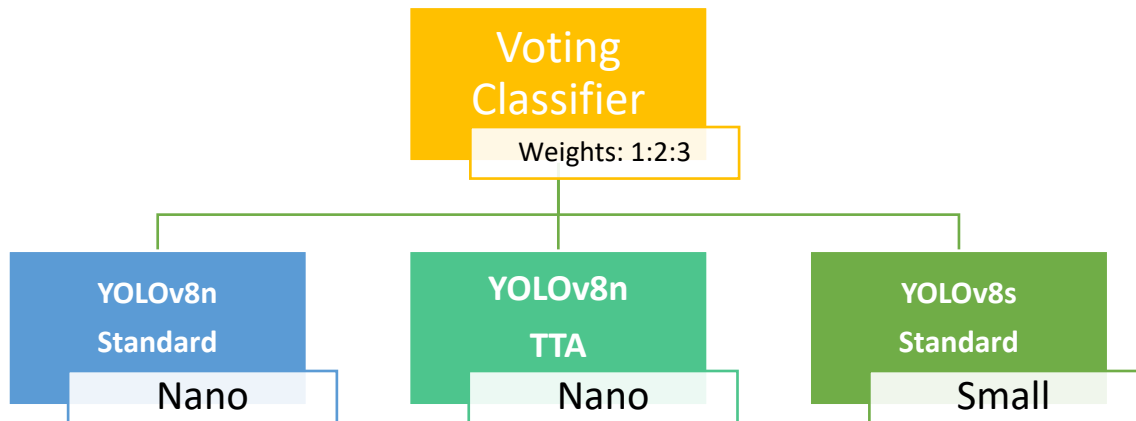 Voting
Classifier
Weights: 1:2:3
YOLOv8n
Standard
Nano
YOLOv8n
TTA
Nano
YOLOv8s
Standard
Small